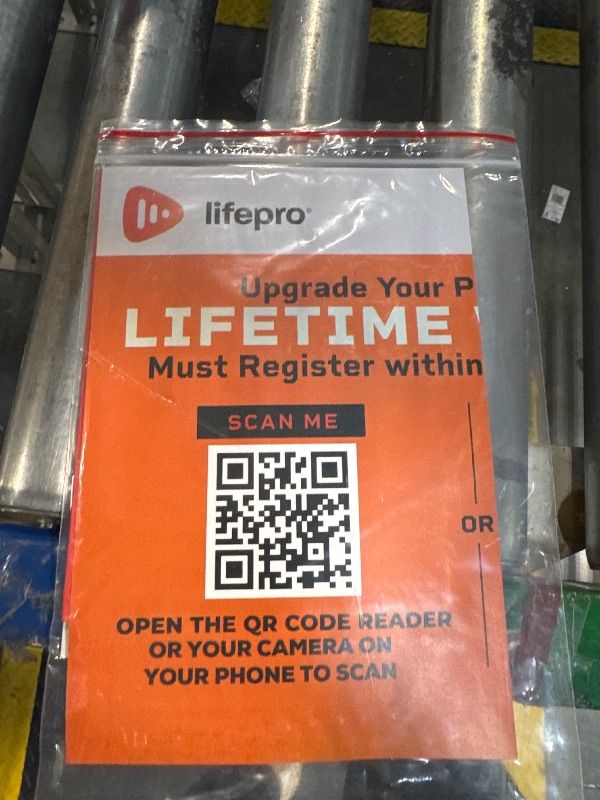 lifepro®
Upgrade Your P
LIFETIME
Must Register within
SCAN ME
OR
OPEN THE QR CODE READER
OR YOUR CAMERA ON
YOUR PHONE TO SCAN